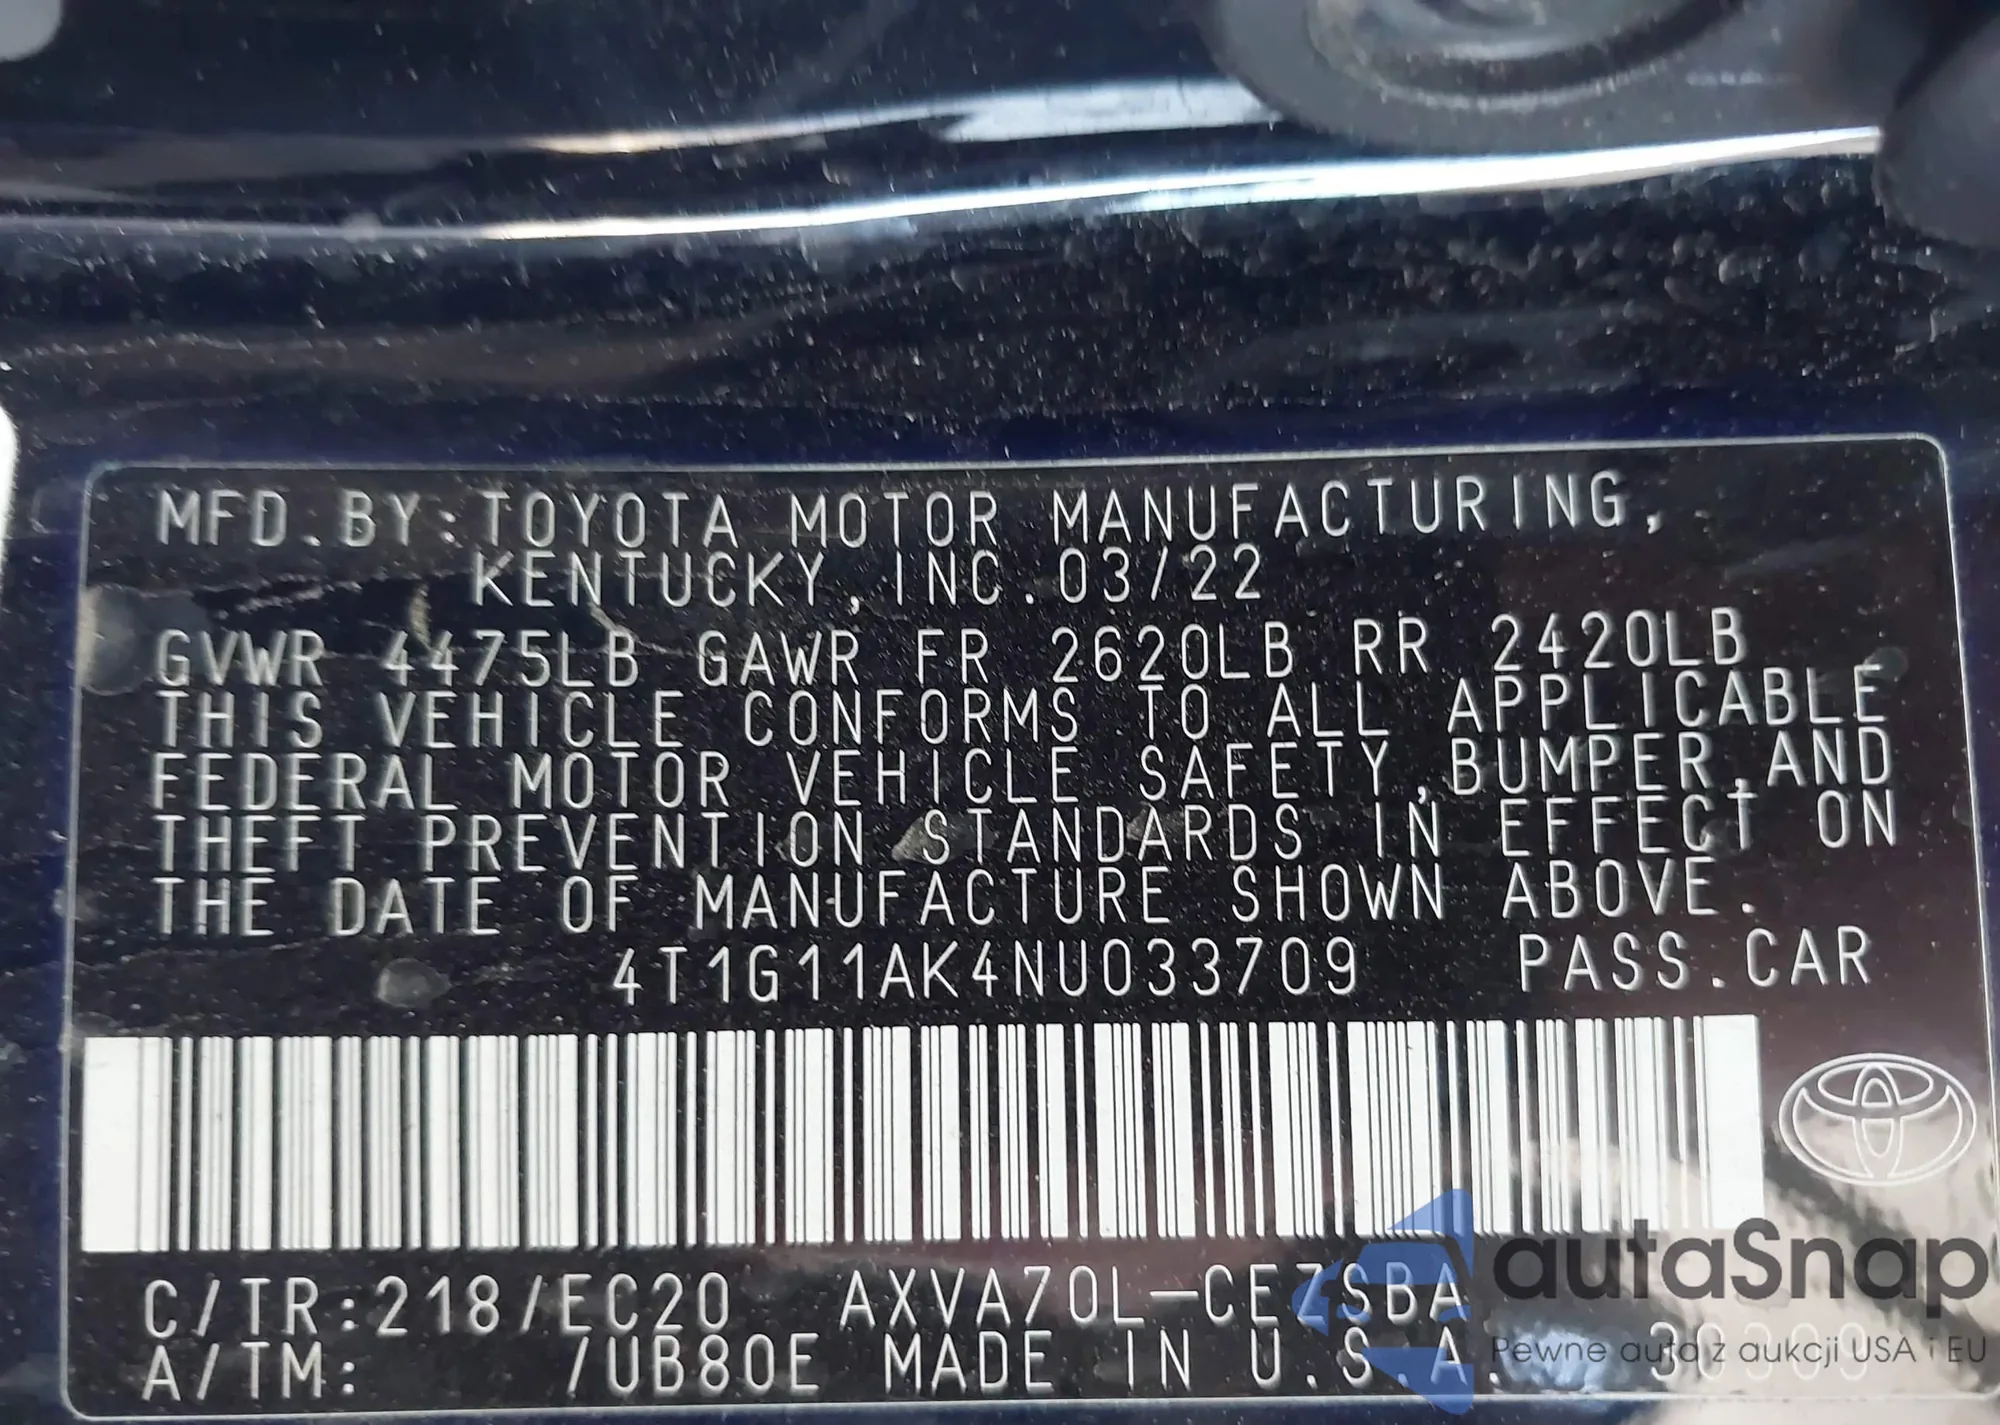 MFD.BY:TOYOTA MOTOR MANUFACTURING,
KENTUCKY, INC.03/22
GVWR 4475LB GAWR FR 2620LB RR 2420LB
THIS VEHICLE CONFORMS TO ALL APPLICABLE
FEDERAL MOTOR VEHICLE SAFETY,BUMPER,AND
THEFT PREVENTION STANDARDS IN EFFECT ON
THE DATE OF MANUFACTURE SHOWN ABOVE.
4T1G11AK4NU033709 PASS.CAR
C/TR:218/EC20 AXVA70L-CEZSBA
A/TM: /UB80E MADE IN U.S.A.
autaSnap
Pewne auta z aukcji USA i EU